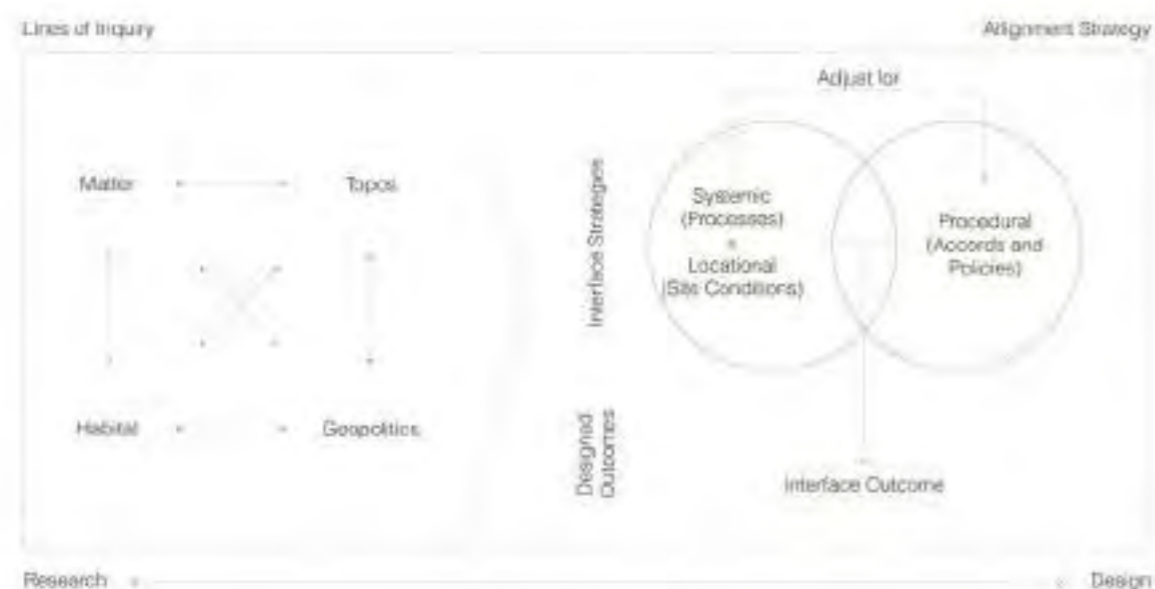 Lines of Inquiry
Alignment Strategy
Adjust for
Matter
Topos
Interface Strategies
Systemic
(Processes)
+
Locational
(Site Conditions)
Procedural
(Accords and
Policies)
Habitat
Geopolitics
Designed
Outcomes
Interface Outcome
Research
Design